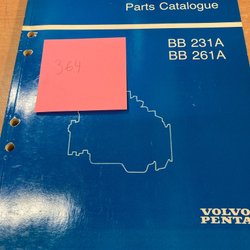 Parts Catalogue
BB 231A
BB 261A
364
VOLVO
PENTA